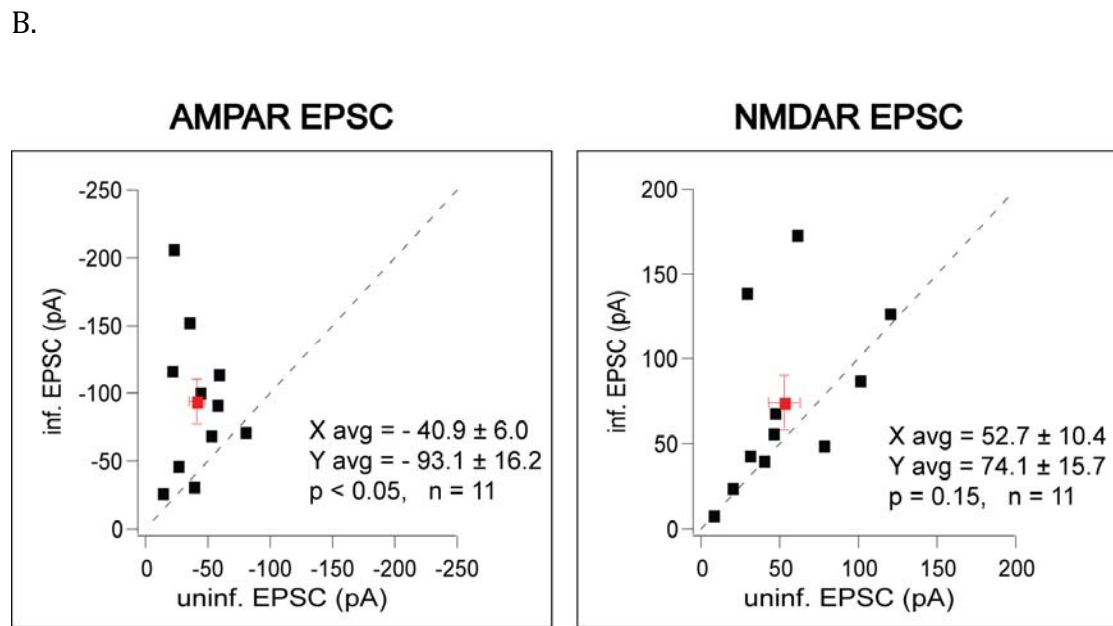 B.
AMPAR EPSC
-250
-200
-150
-100
-50
0
inf. EPSC (pA)
X avg = - 40.9 ± 6.0
Y avg = - 93.1 ± 16.2
p < 0.05, n = 11
0 -50 -100 -150 -200 -250
uninf. EPSC (pA)
NMDAR EPSC
200
150
100
50
0
inf. EPSC (pA)
X avg = 52.7 ± 10.4
Y avg = 74.1 ± 15.7
p = 0.15, n = 11
0 50 100 150 200
uninf. EPSC (pA)